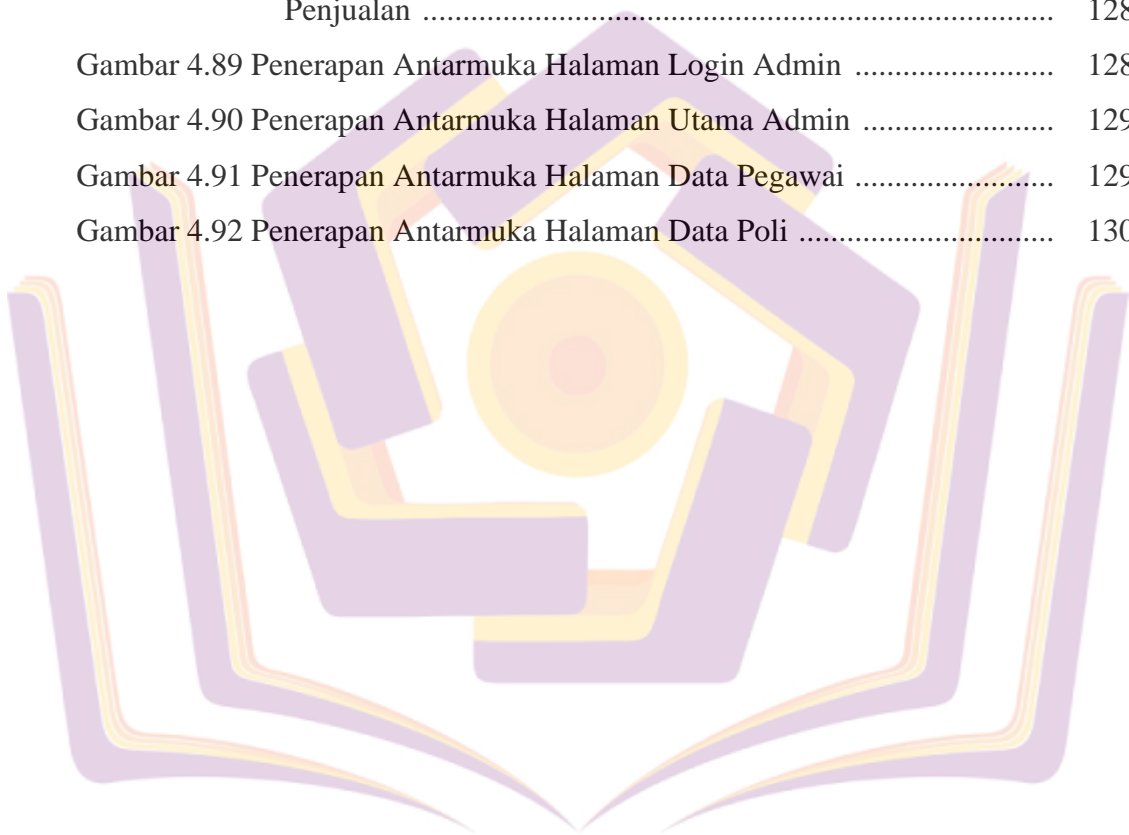 Penjualan ........................................................................... 128
Gambar 4.89 Penerapan Antarmuka Halaman Login Admin ........................ 128
Gambar 4.90 Penerapan Antarmuka Halaman Utama Admin ....................... 129
Gambar 4.91 Penerapan Antarmuka Halaman Data Pegawai ........................ 129
Gambar 4.92 Penerapan Antarmuka Halaman Data Poli .............................. 130